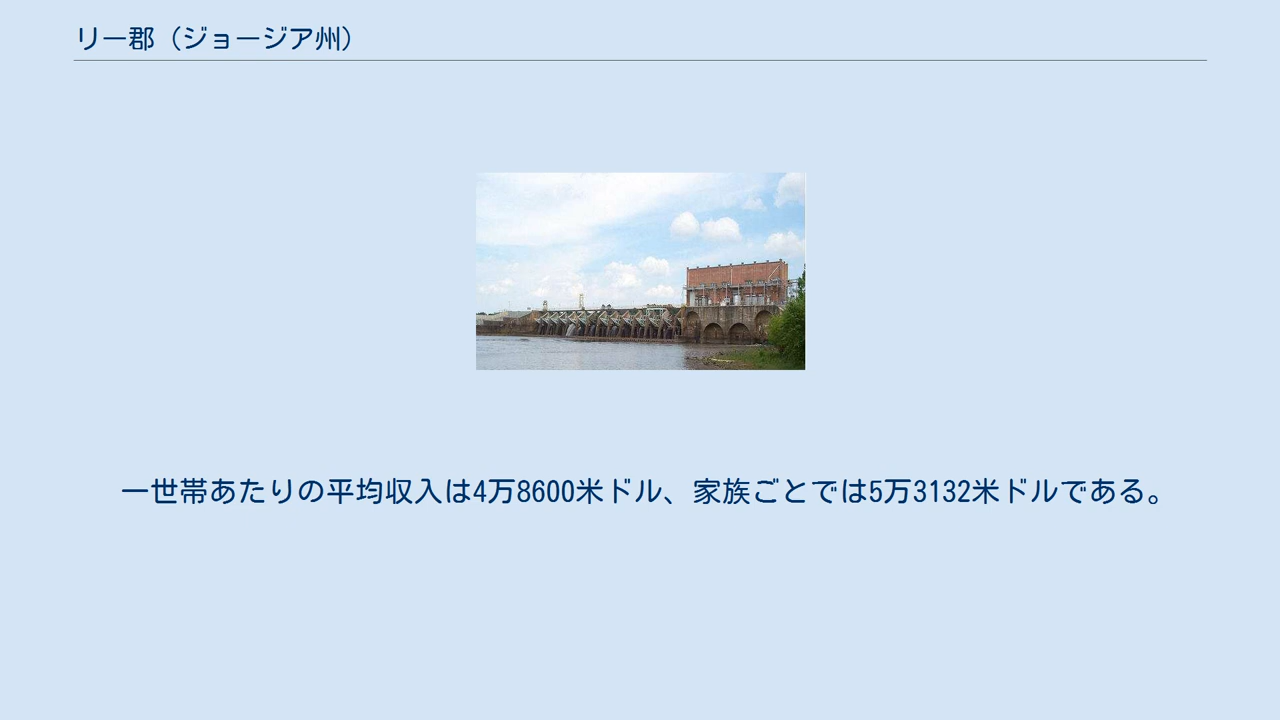 リー郡（ジョージア州）
一世帯あたりの平均収入は4万8600米ドル、家族ごとでは5万3132米ドルである。